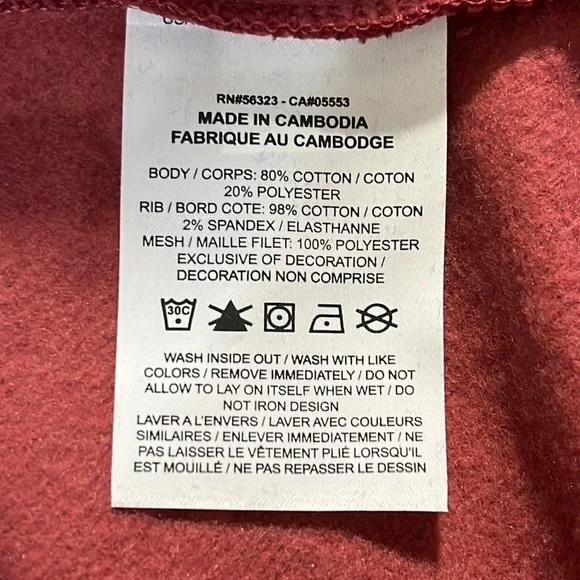 RN#56323 - CA#05553
MADE IN CAMBODIA
FABRIQUE AU CAMBODGE
BODY / CORPS: 80% COTTON / COTON
20% POLYESTER
RIB / BORD COTE: 98% COTTON / COTON
2% SPANDEX / ELASTHANNE
MESH / MAILLE FILET: 100% POLYESTER
EXCLUSIVE OF DECORATION /
DECORATION NON COMPRISE
30C
WASH INSIDE OUT / WASH WITH LIKE
COLORS / REMOVE IMMEDIATELY / DO NOT
ALLOW TO LAY ON ITSELF WHEN WET / DO
NOT IRON DESIGN
LAVER A L'ENVERS / LAVER AVEC COULEURS
SIMILAIRES / ENLEVER IMMEDIATEMENT / NE
PAS LAISSER LE VÊTEMENT PLIÉ LORSQU'IL
EST MOUILLÉ / NE PAS REPASSER LE DESSIN